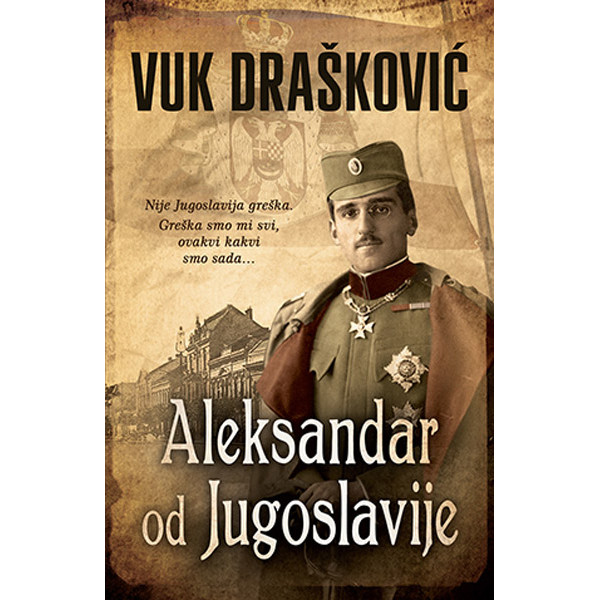 VUK DRAŠKOVIĆ
Nije Jugoslavija greška.
Greška smo mi svi,
ovakvi kakvi
smo sada...
Aleksandar
od Jugoslavije